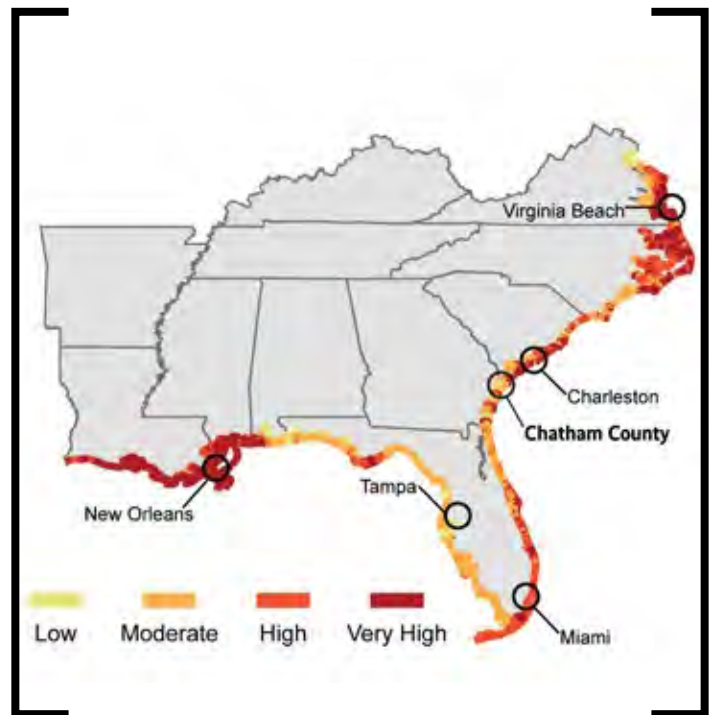 Virginia Beach
Charleston
Chatham County
Tampa
New Orleans
Low Moderate High Very High
Miami